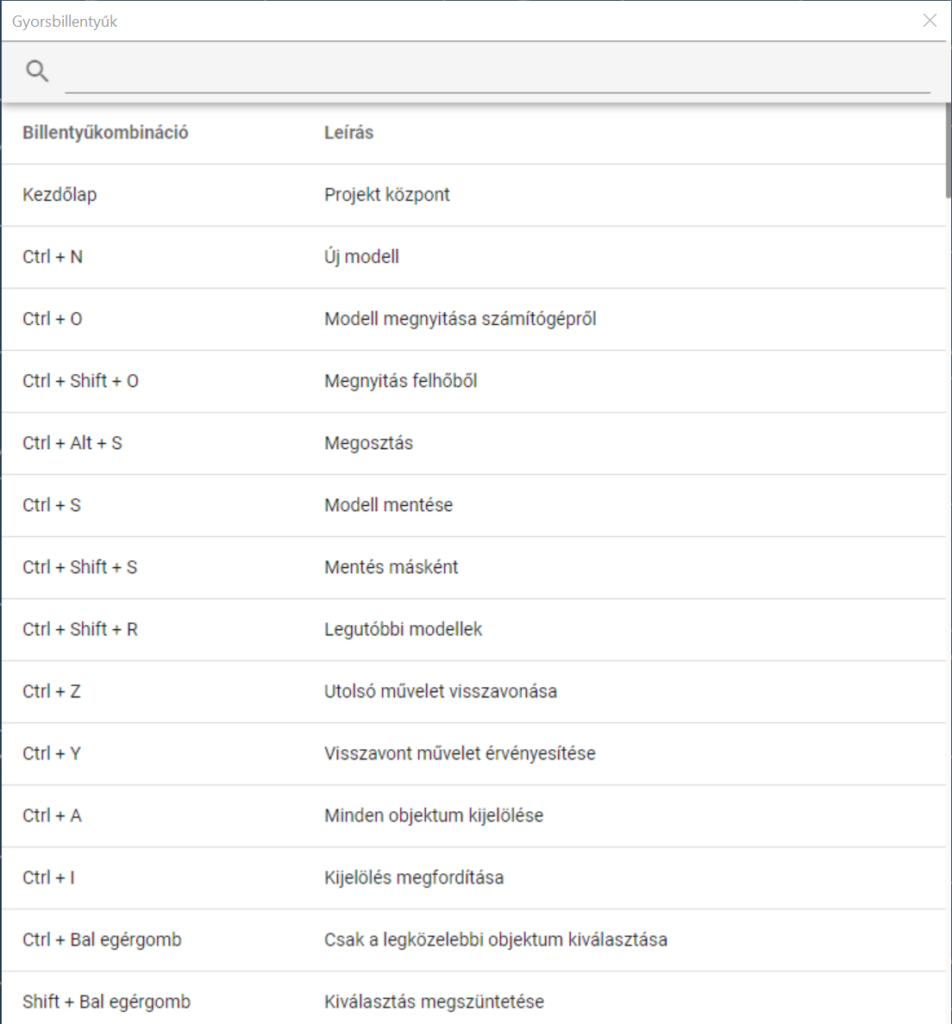 Gyorsbillentyűk
Billentyűkombináció Leírás
Kezdőlap Projekt központ
Ctrl + N Új modell
Ctrl + O Modell megnyitása számítógépről
Ctrl + Shift + O Megnyitás felhőből
Ctrl + Alt + S Megosztás
Ctrl + S Modell mentése
Ctrl + Shift + S Mentés másként
Ctrl + Shift + R Legutóbbi modellek
Ctrl + Z Utolsó művelet visszavonása
Ctrl + Y Visszavont művelet érvényesítése
Ctrl + A Minden objektum kijelölése
Ctrl + I Kijelölés megfordítása
Ctrl + Bal egérgomb Csak a legközelebbi objektum kiválasztása
Shift + Bal egérgomb Kiválasztás megszüntetése